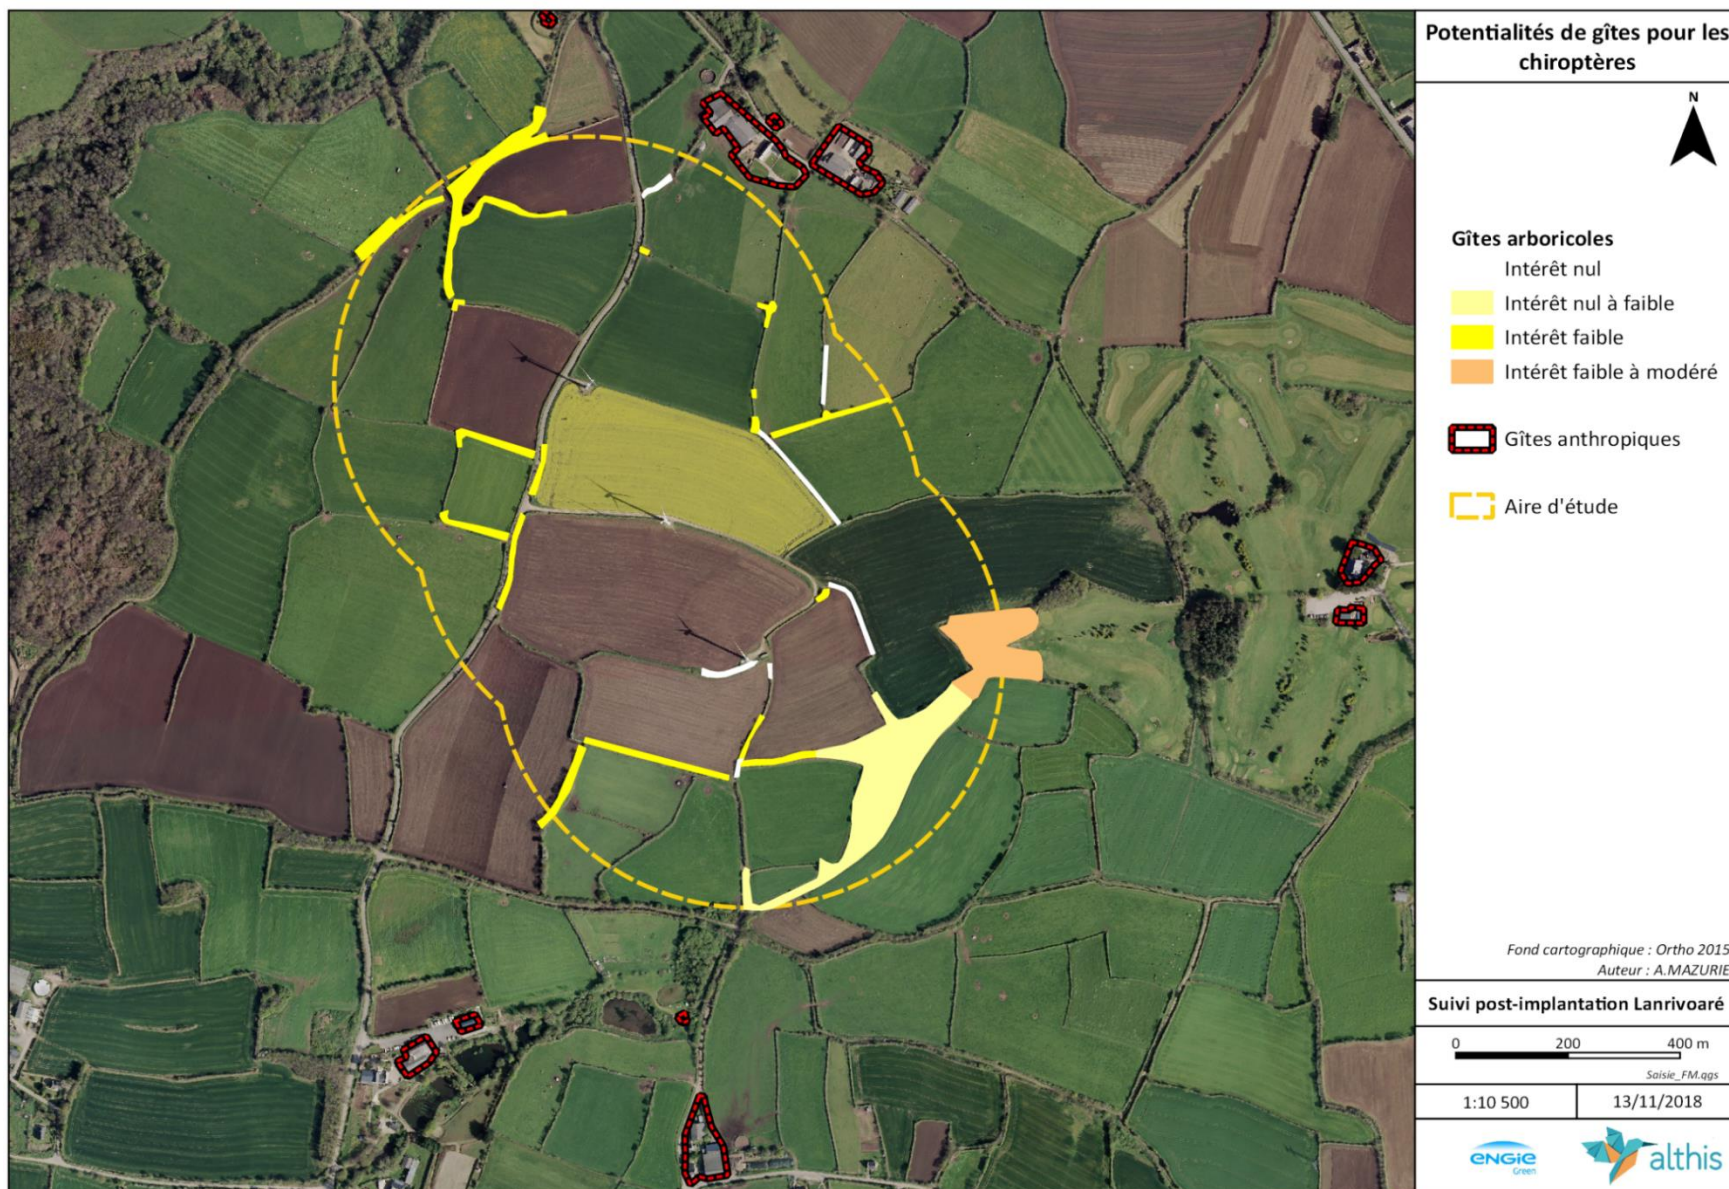 Potentialités de gîtes pour les
chiroptères
N
Gîtes arboricoles
Intérêt nul
Intérêt nul à faible
Intérêt faible
Intérêt faible à modéré
Gîtes anthropiques
Aire d'étude
Fond cartographique : Ortho 2015
Auteur : A.MAZURIE
Suivi post-implantation Lanrivoaré
0 200 400 m
Saisie_FM.qgs
1:10 500
13/11/2018
ENGIE
Green
althis